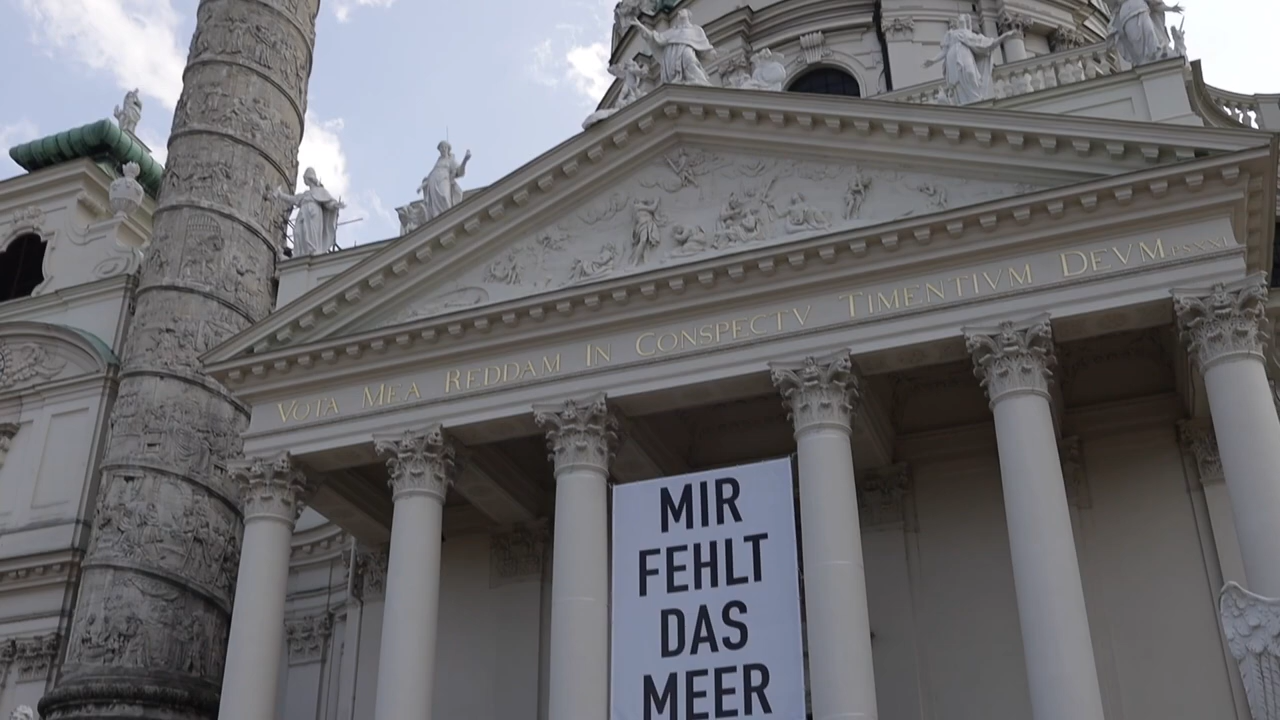 VOTA MEA REDDAM IN CONSPECTV TIMENTIVM DEVM
MIR
FEHLT
DAS
MEER